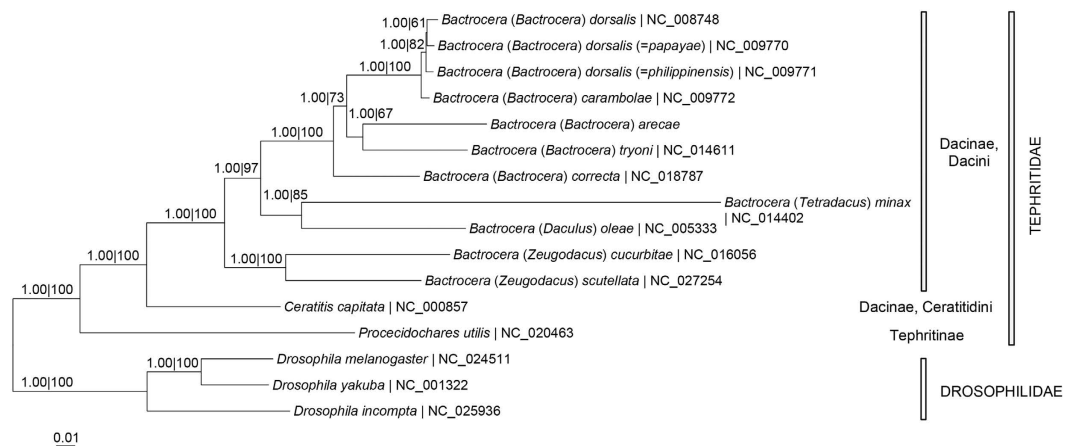 1.00|61
Bactrocera (Bactrocera) dorsalis | NC_008748
1.00|82
Bactrocera (Bactrocera) dorsalis (=papayae) | NC_009770
1.00|100
Bactrocera (Bactrocera) dorsalis (=philippinensis) | NC_009771
1.00|73
Bactrocera (Bactrocera) carambolae | NC_009772
1.00|67
Bactrocera (Bactrocera) arecae
1.00|100
Bactrocera (Bactrocera) tryoni | NC_014611
1.00|97
Bactrocera (Bactrocera) correcta | NC_018787
1.00|85
Bactrocera (Tetradacus) minax
| NC_014402
1.00|100
Bactrocera (Daculus) oleae | NC_005333
1.00|100
Bactrocera (Zeugodacus) cucurbitae | NC_016056
1.00|100
Bactrocera (Zeugodacus) scutellata | NC_027254
1.00|100
Ceratitis capitata | NC_000857
Procecidochares utilis | NC_020463
1.00|100
Drosophila melanogaster | NC_024511
1.00|100
Drosophila yakuba | NC_001322
Drosophila incompta | NC_025936
0.01
Dacinae,
Dacini
Dacinae, Ceratitidini
Tephritinae
TEPHRITIDAE
DROSOPHILIDAE